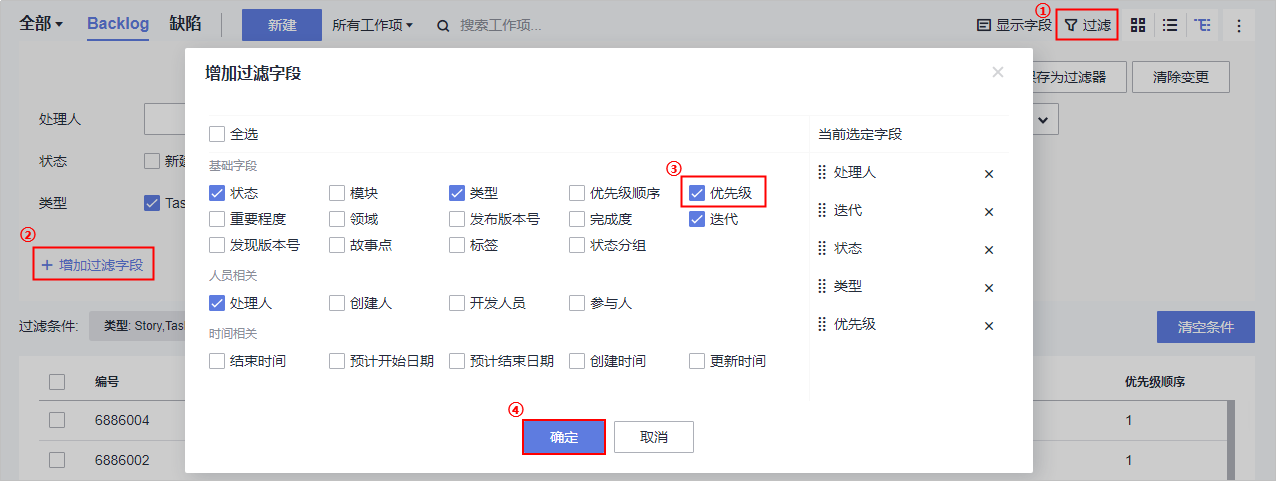 全部 Backlog 缺陷 新建 所有工作项 搜索工作项... 显示字段 ① 过滤
存为过滤器 清除变更
增加过滤字段
处理人
状态 新建
类型 Tas
② + 增加过滤字段
全选 当前选定字段
基础字段
状态 模块 类型 优先级顺序 ③ 优先级
重要程度 领域 发布版本号 完成度 迭代
发现版本号 故事点 标签 状态分组
人员相关
处理人 创建人 开发人员 参与人
时间相关
结束时间 预计开始日期 预计结束日期 创建时间 更新时间
处理人
迭代
状态
类型
优先级
④ 确定 取消
过滤条件: 类型: Story,Tas 清空条件
编号 优先级顺序
6886004 1
6886002 1